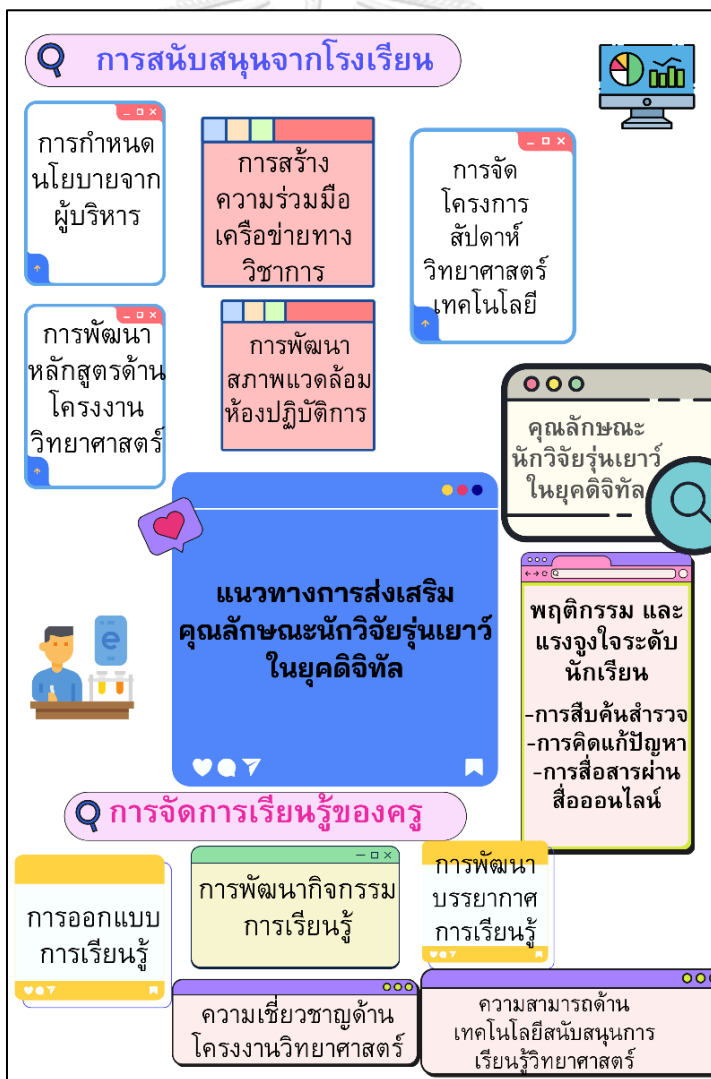 การสนับสนุนจากโรงเรียน
การกำหนด
นโยบายจาก
ผู้บริหาร
การสร้าง
ความร่วมมือ
เครือข่ายทาง
วิชาการ
การจัด
โครงการ
สัปดาห์
วิทยาศาสตร์
เทคโนโลยี
การพัฒนา
หลักสูตรด้าน
โครงงาน
วิทยาศาสตร์
การพัฒนา
สภาพแวดล้อม
ห้องปฏิบัติการ
คุณลักษณะ
นักวิจัยรุ่นเยาว์
ในยุคดิจิทัล
แนวทางการส่งเสริม
คุณลักษณะนักวิจัยรุ่นเยาว์
ในยุคดิจิทัล
e
พฤติกรรม และ
แรงจูงใจระดับ
นักเรียน
-การสืบค้นสำรวจ
-การคิดแก้ปัญหา
-การสื่อสารผ่าน
สื่อออนไลน์
การจัดการเรียนรู้ของครู
การออกแบบ
การเรียนรู้
การพัฒนากิจกรรม
การเรียนรู้
การพัฒนา
บรรยากาศ
การเรียนรู้
ความเชี่ยวชาญด้าน
โครงงานวิทยาศาสตร์
ความสามารถด้าน
เทคโนโลยีสนับสนุนการ
เรียนรู้วิทยาศาสตร์